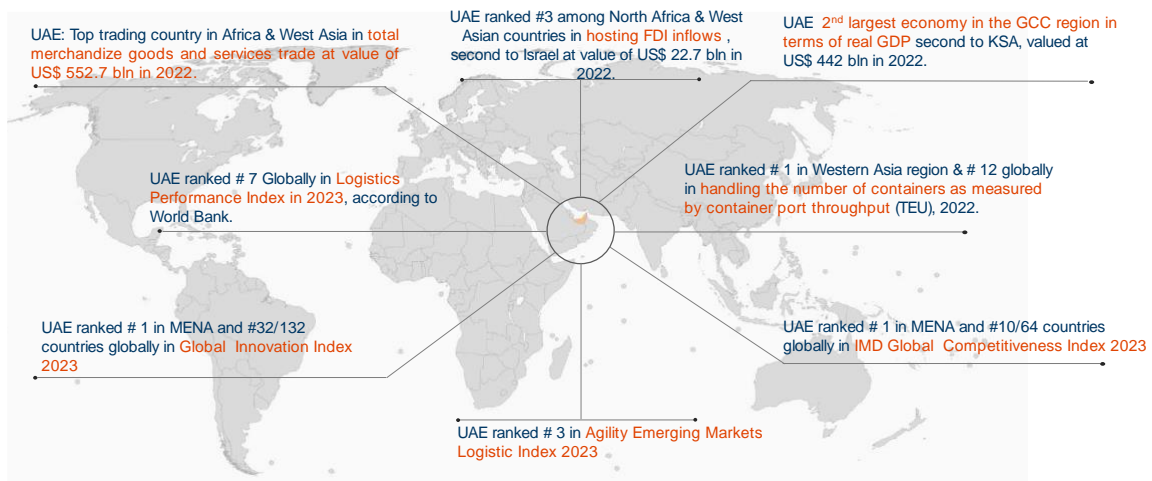 UAE: Top trading country in Africa & West Asia in total
merchandize goods and services trade at value of
US$ 552.7 bln in 2022.
UAE ranked #3 among North Africa & West
Asian countries in hosting FDI inflows ,
second to Israel at value of US$ 22.7 bln in
2022.
UAE 2nd largest economy in the GCC region in
terms of real GDP second to KSA, valued at
US$ 442 bln in 2022.
UAE ranked # 7 Globally in Logistics
Performance Index in 2023, according to
World Bank.
UAE ranked # 1 in Western Asia region & # 12 globally
in handling the number of containers as measured
by container port throughput (TEU), 2022.
UAE ranked # 1 in MENA and #32/132
countries globally in Global Innovation Index
2023
UAE ranked # 1 in MENA and #10/64 countries
globally in IMD Global Competitiveness Index 2023
UAE ranked # 3 in Agility Emerging Markets
Logistic Index 2023